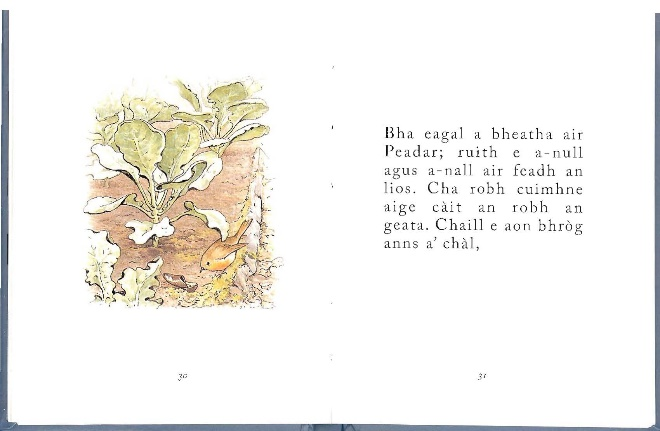 Bha eagal a bheatha air
Peadar; ruith e a-null
agus a-nall air feadh an
lios. Cha robh cuimhne
aige càit an robh an
geata. Chaill e aon bhròg
anns a' chàl,
30
31